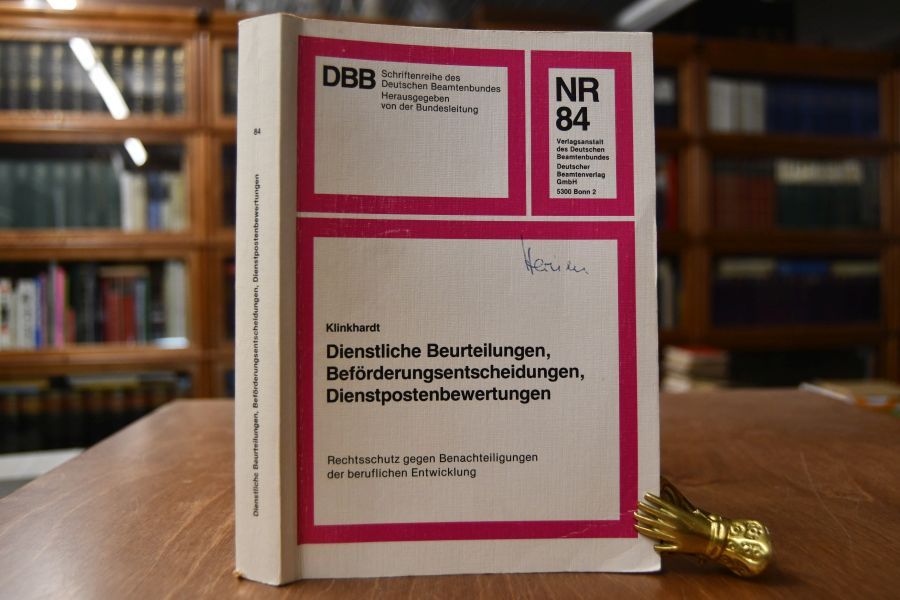 84
Dienstliche Beurteilungen, Beförderungsentscheidungen, Dienstpostenbewertungen
DBB
Schriftenreihe des
Deutschen Beamtenbundes
Herausgegeben
von der Bundesleitung
NR
84
Verlagsanstalt
des Deutschen
Beamtenbundes
Deutscher
Beamtenverlag
GmbH
5300 Bonn 2
Klinkhardt
Dienstliche Beurteilungen,
Beförderungsentscheidungen,
Dienstpostenbewertungen
Rechtsschutz gegen Benachteiligungen
der beruflichen Entwicklung